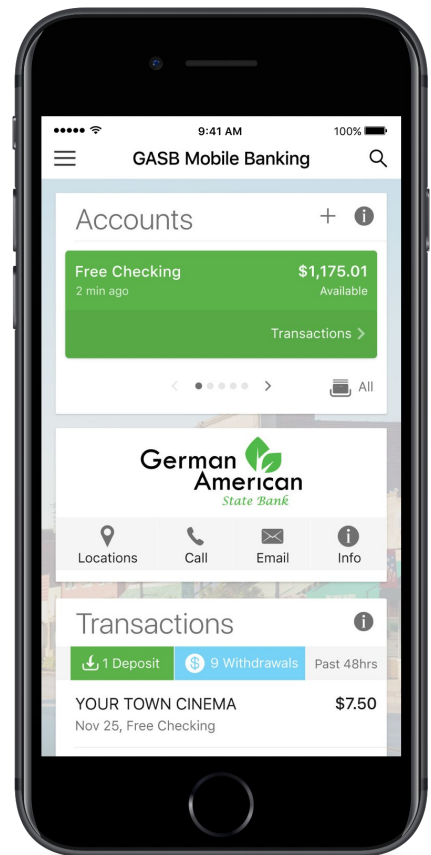 9:41 AM
100%
GASB Mobile Banking
Accounts
Free Checking
$1,175.01
2 min ago
Available
Transactions >
< >
All
German
American
State Bank
Locations
Call
Email
Info
Transactions
1 Deposit
$ 9 Withdrawals
Past 48hrs
YOUR TOWN CINEMA
$7.50
Nov 25, Free Checking